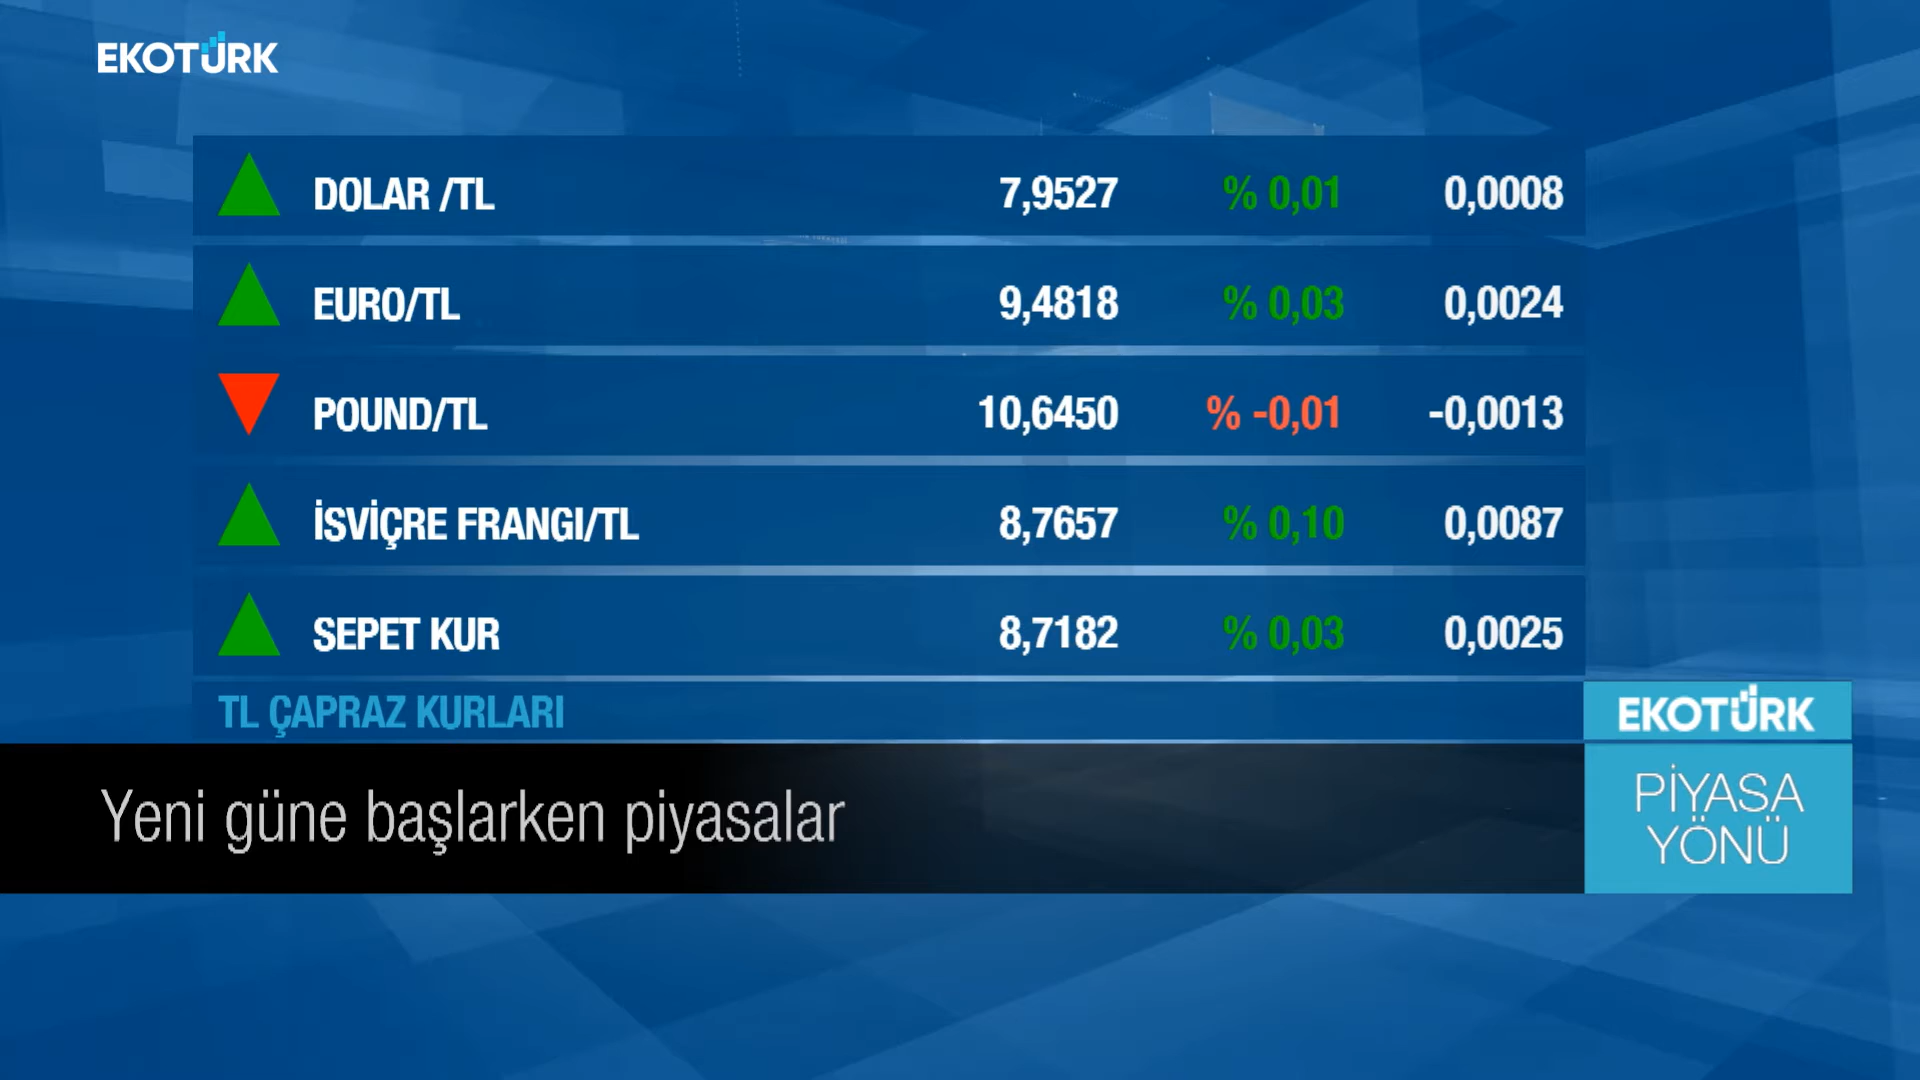 EKOTÜRK
DOLAR /TL 7,9527 % 0,01 0,0008
EURO/TL 9,4818 % 0,03 0,0024
POUND/TL 10,6450 % -0,01 -0,0013
İSVİÇRE FRANGI/TL 8,7657 % 0,10 0,0087
SEPET KUR 8,7182 % 0,03 0,0025
TL ÇAPRAZ KURLARI
EKOTÜRK
Yeni güne başlarken piyasalar
PİYASA
YÖNÜ